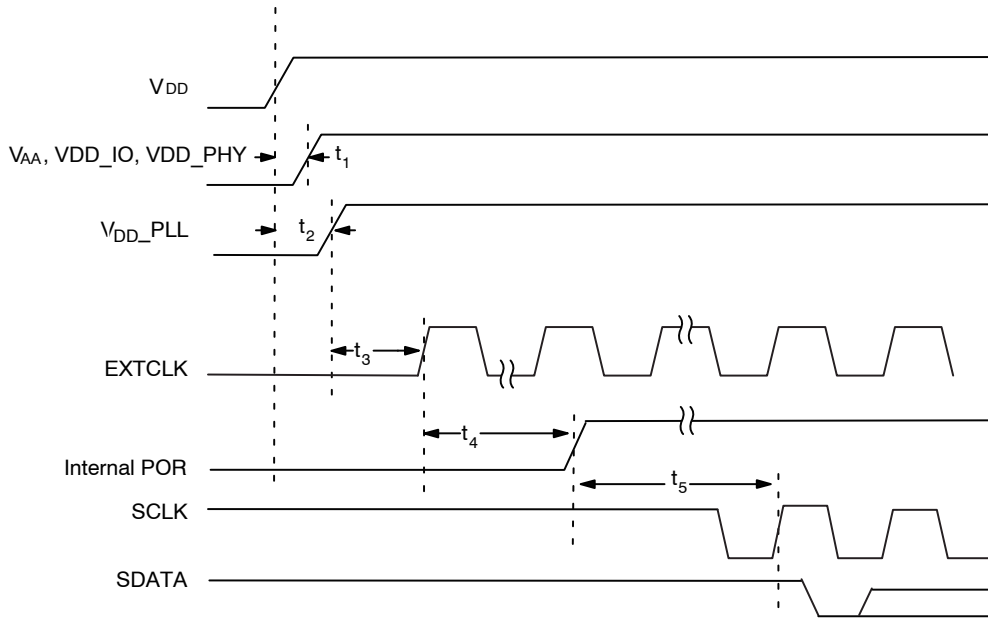 VDD
VAA, VDD_IO, VDD_PHY
t1
VDD_PLL
t2
t3
EXTCLK
t4
Internal POR
t5
SCLK
SDATA